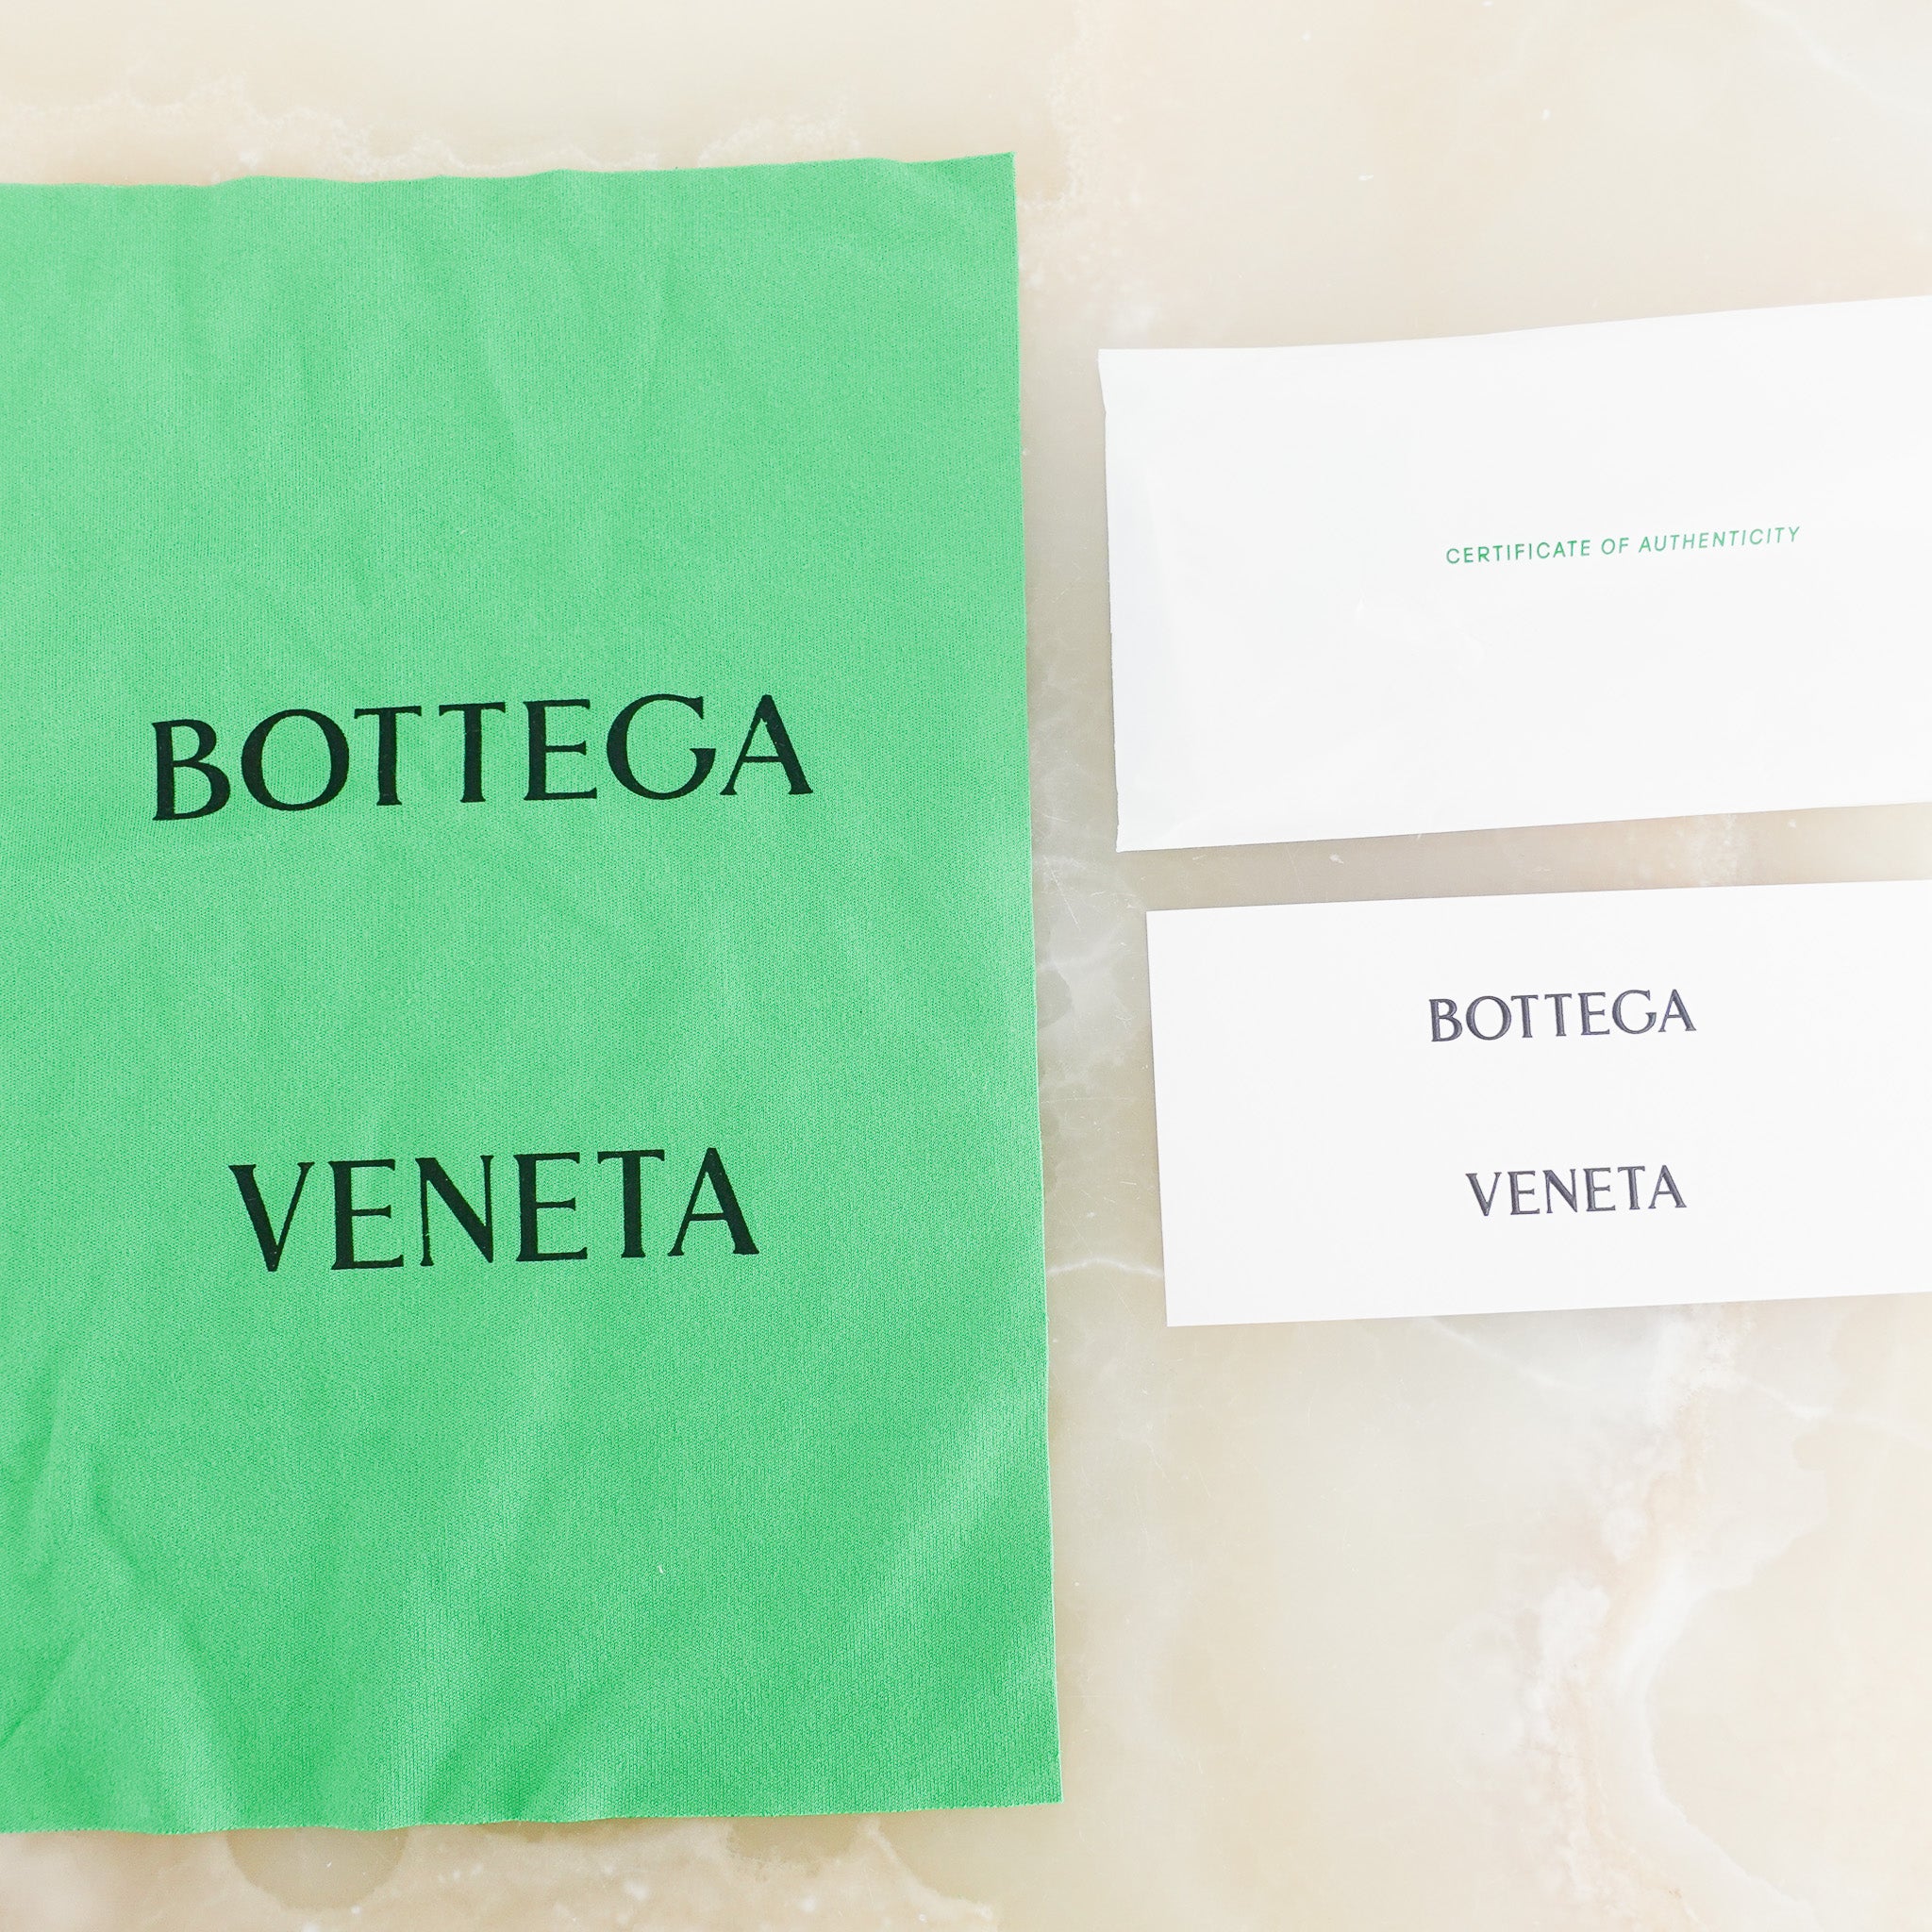 BOTTEGA
VENETA
CERTIFICATE OF AUTHENTICITY
BOTTEGA
VENETA